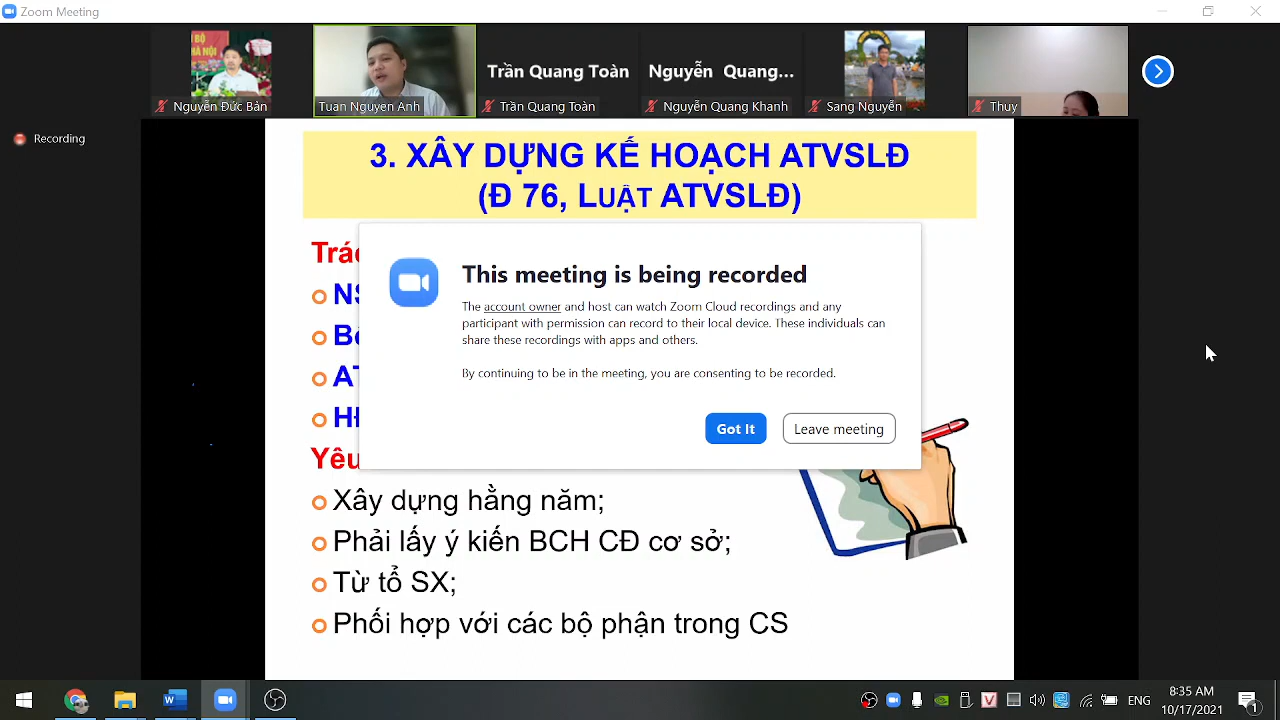 Zoom Meeting
Trần Quang Toàn
Nguyễn Quang...
Nguyễn Đức Bản
Tuan Nguyen Anh
Trần Quang Toàn
Nguyễn Quang Khanh
Sang Nguyễn
Thuy
Recording
3. XÂY DỰNG KẾ HOẠCH ATVSLĐ
(Đ 76, LUẬT ATVSLĐ)
This meeting is being recorded
The account owner and host can watch Zoom Cloud recordings and any
participant with permission can record to their local device. These individuals can
share these recordings with apps and others.
By continuing to be in the meeting, you are consenting to be recorded.
Got It
Leave meeting
Yêu
Xây dựng hằng năm;
Phải lấy ý kiến BCH CĐ cơ sở;
Từ tổ SX;
Phối hợp với các bộ phận trong CS
ENG
8:35 AM
10/17/2021